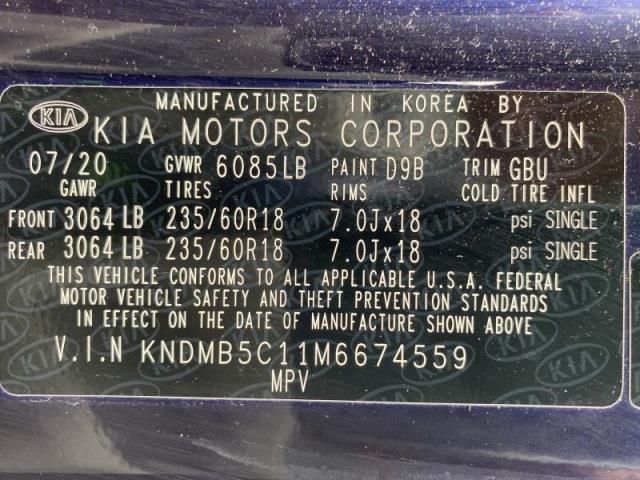 MANUFACTURED IN KOREA BY
KIA KIA MOTORS CORPORATION
07/20 GVWR 6085LB PAINT D9B TRIM GBU
GAWR TIRES RIMS COLD TIRE INFL
FRONT 3064 LB 235/60R18 7.0Jx18 psi SINGLE
REAR 3064 LB 235/60R18 7.0Jx18 psi SINGLE
THIS VEHICLE CONFORMS TO ALL APPLICABLE U.S.A. FEDERAL
MOTOR VEHICLE SAFETY AND THEFT PREVENTION STANDARDS
IN EFFECT ON THE DATE OF MANUFACTURE SHOWN ABOVE
V.I.N KNDMB5C11M6674559
MPV